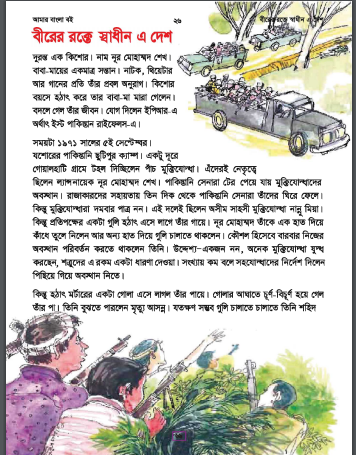 আমার বাংলা বই
২৬
বীরের রক্তে স্বাধীন এ দেশ
বীরের রক্তে স্বাধীন এ দেশ
দুরন্ত এক কিশোর। নাম নূর মোহাম্মদ শেখ।
বাবা-মায়ের একমাত্র সন্তান। নাটক, থিয়েটার
আর গানের প্রতি তাঁর প্রবল অনুরাগ। কিশোর
বয়সে হঠাৎ করে তার বাবা-মা মারা গেলেন।
বদলে গেল তাঁর জীবন। যোগ দিলেন ইপিআর-এ
অর্থাৎ ইস্ট পাকিস্তান রাইফেলস-এ।
সময়টা ১৯৭১ সালের ৫ই সেপ্টেম্বর।
যশোরের পাকিস্তানি ছুটিপুর ক্যাম্প। একটু দূরে
গোয়ালহাটি গ্রামে টহল দিচ্ছিলেন পাঁচ মুক্তিযোদ্ধা। এঁদেরই নেতৃত্বে
ছিলেন ল্যান্সনায়েক নূর মোহাম্মদ শেখ। পাকিস্তানি সেনারা টের পেয়ে যায় মুক্তিযোদ্ধাদের
অবস্থান। রাজাকারদের সহায়তায় তিন দিক থেকে পাকিস্তানি সেনারা তাঁদের ঘিরে ফেলে।
কিন্তু মুক্তিযোদ্ধারা দমবার পাত্র নন। এই দলেই ছিলেন অসীম সাহসী মুক্তিযোদ্ধা নান্নু মিয়া।
কিন্তু প্রতিপক্ষের একটা গুলি হঠাৎ এসে লাগে তাঁর গায়ে। নূর মোহাম্মদ তাঁকে এক হাত দিয়ে
কাঁধে তুলে নিলেন আর অন্য হাত দিয়ে গুলি চালাতে থাকলেন। কৌশল হিসেবে বারবার নিজের
অবস্থান পরিবর্তন করতে থাকলেন তিনি। উদ্দেশ্য–একজন নন, অনেক মুক্তিযোদ্ধা যুদ্ধ
করছেন, শত্রুদের এ রকম একটা ধারণা দেওয়া। সংখ্যায় কম বলে সহযোদ্ধাদের নির্দেশ দিলেন
পিছিয়ে গিয়ে অবস্থান নিতে।
কিন্তু হঠাৎ মর্টারের একটা গোলা এসে লাগল তাঁর পায়ে। গোলার আঘাতে চূর্ণ-বিচূর্ণ হয়ে গেল
তাঁর পা। তিনি বুঝতে পারলেন মৃত্যু আসন্ন। যতক্ষণ সম্ভব গুলি চালাতে চালাতে তিনি শহিদ